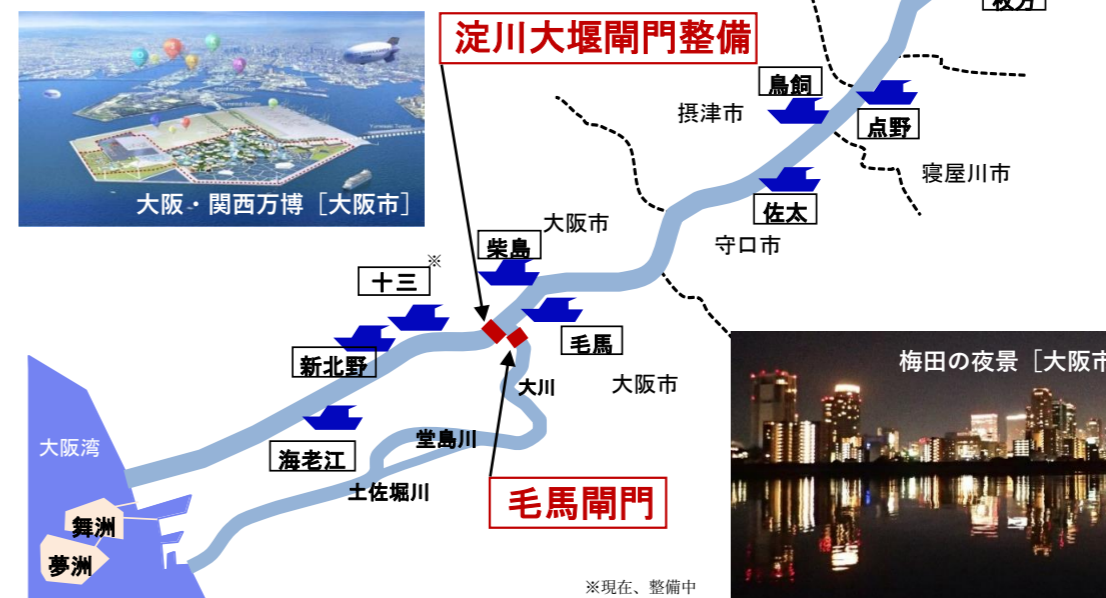 枚方
淀川大堰閘門整備
鳥飼
摂津市
点野
寝屋川市
大阪・関西万博［大阪市］
佐太
大阪市
守口市
柴島
※
十三
毛馬
新北野
梅田の夜景［大阪市
大川
大阪市
堂島川
大阪湾
海老江
土佐堀川
毛馬閘門
舞洲
夢洲
※現在、整備中